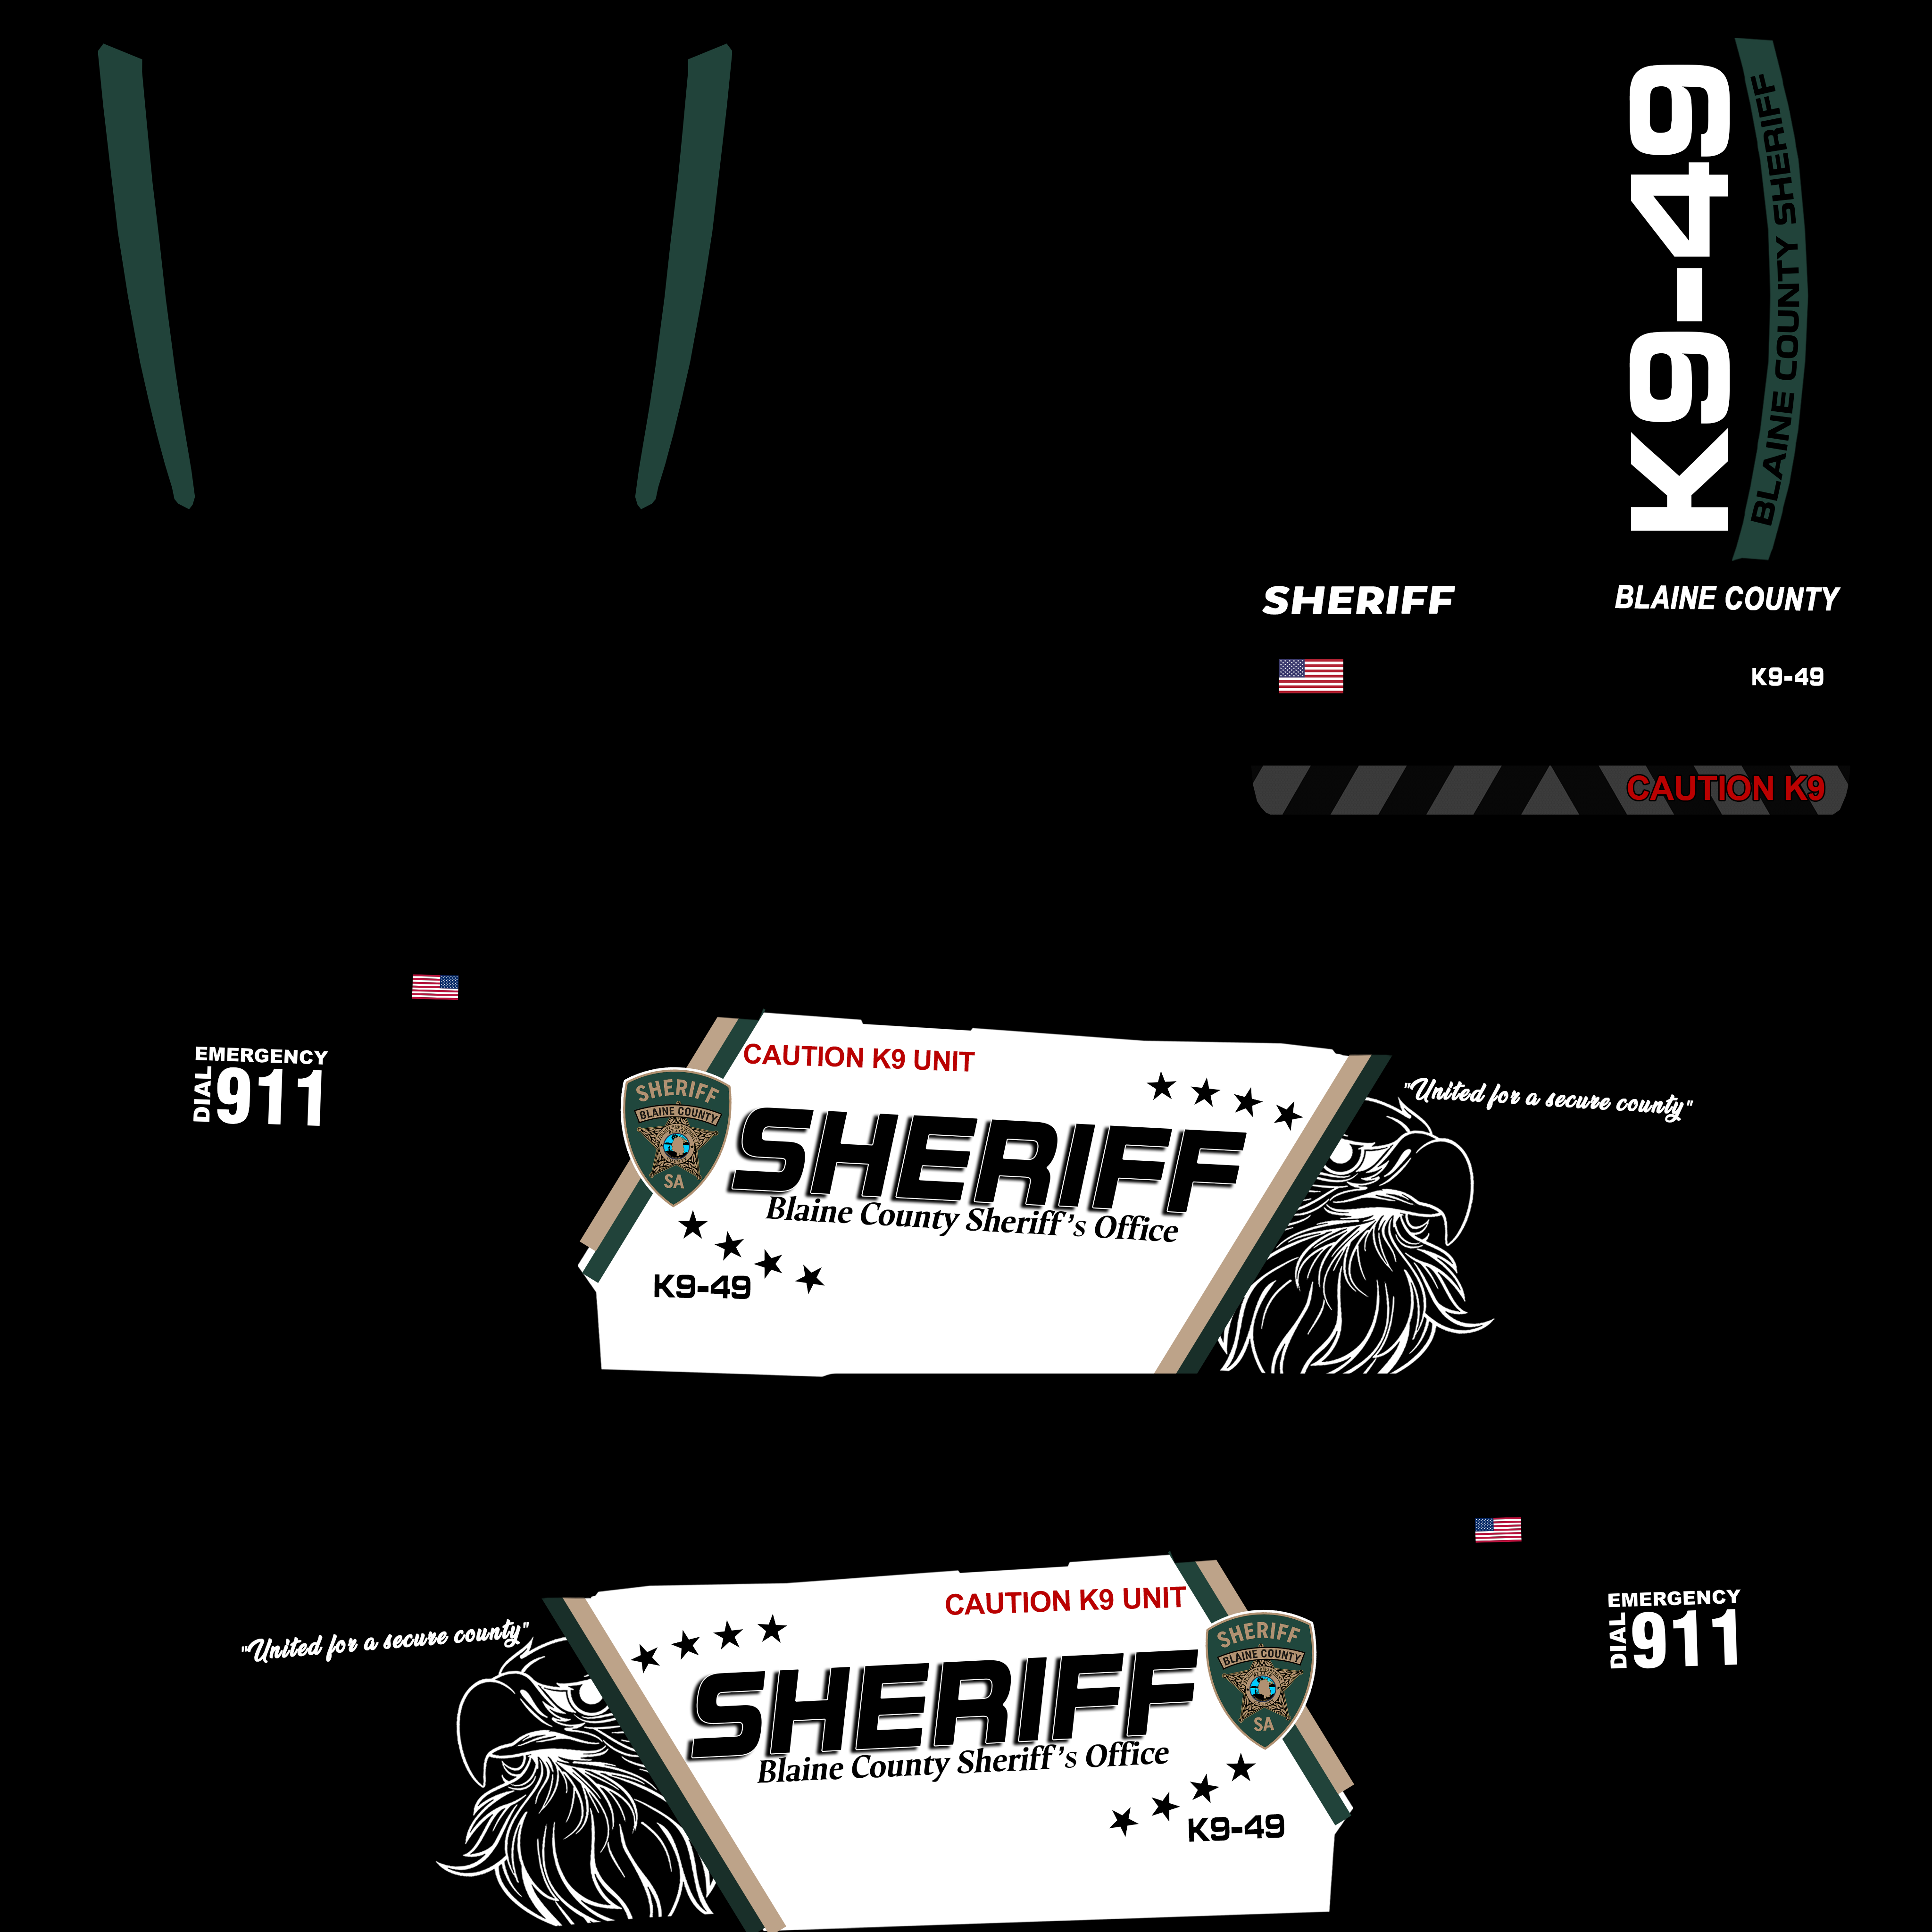 K9-49
BLAINE COUNTY SHERIFF
SHERIFF
BLAINE COUNTY
K9-49
CAUTION K9
EMERGENCY
DIAL
911
CAUTION K9 UNIT
"United for a secure county"
SHERIFF
BLAINE COUNTY
SA
SHERIFF
Blaine County Sheriff's Office
K9-49
EMERGENCY
DIAL
911
CAUTION K9 UNIT
"United for a secure county"
SHERIFF
BLAINE COUNTY
SA
SHERIFF
Blaine County Sheriff's Office
K9-49